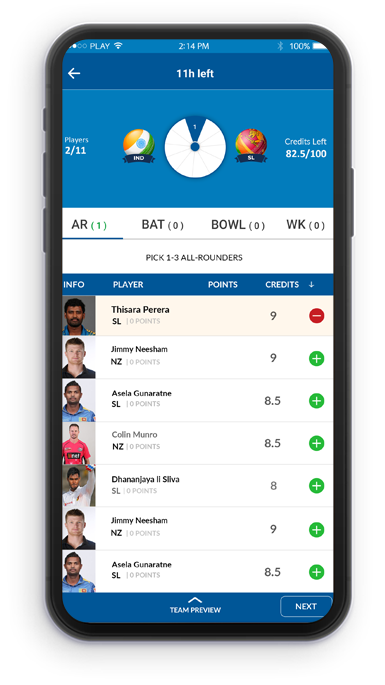 PLAY 2:14 PM 100%
11h left
Players
2/11
1
IND
SL
Credits Left
82.5/100
AR ( 1 ) BAT ( 0 ) BOWL ( 0 ) WK ( 0 )
PICK 1-3 ALL-ROUNDERS
INFO PLAYER POINTS CREDITS ↓
Thisara Perera
SL | 0 POINTS
9
Jimmy Neesham
NZ | 0 POINTS
9
Asela Gunaratne
SL | 0 POINTS
8.5
Colin Munro
NZ | 0 POINTS
8.5
Dhananjaya li Sliva
SL | 0 POINTS
8
Jimmy Neesham
NZ | 0 POINTS
9
Asela Gunaratne
SL | 0 POINTS
8.5
TEAM PREVIEW
NEXT